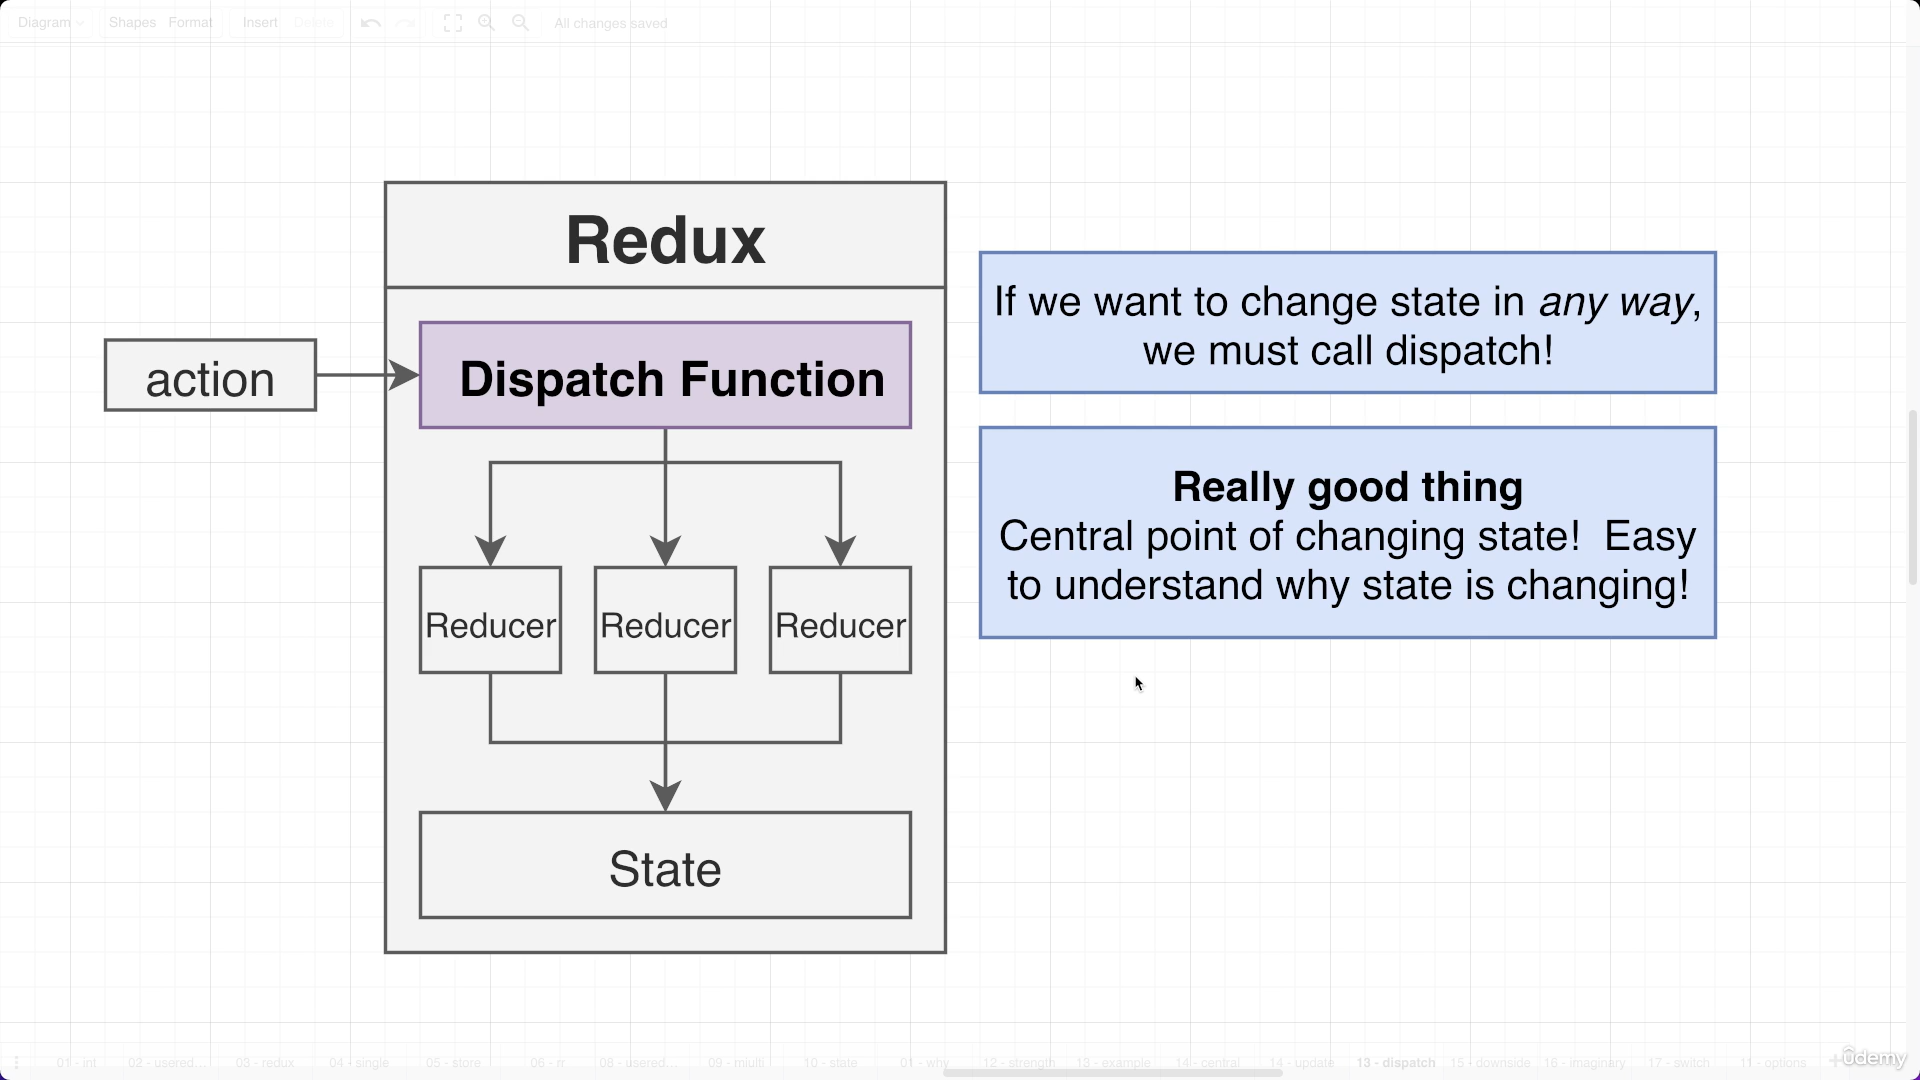 Diagram
Shapes Format
Insert Delete
All changes saved
Redux
action
Dispatch Function
Reducer Reducer Reducer
State
If we want to change state in any way,
we must call dispatch!
Really good thing
Central point of changing state! Easy
to understand why state is changing!
01 - int 02 - usered... 03 - redux 04 - single 05 - store 06 - rr 08 - usered... 09 - miulti 10 - state 01 - why 12 - strength 13 - example 14 - central 14 - update 13 - dispatch 15 - downside 16 - imaginary 17 - switch 11 - options
ûdemy